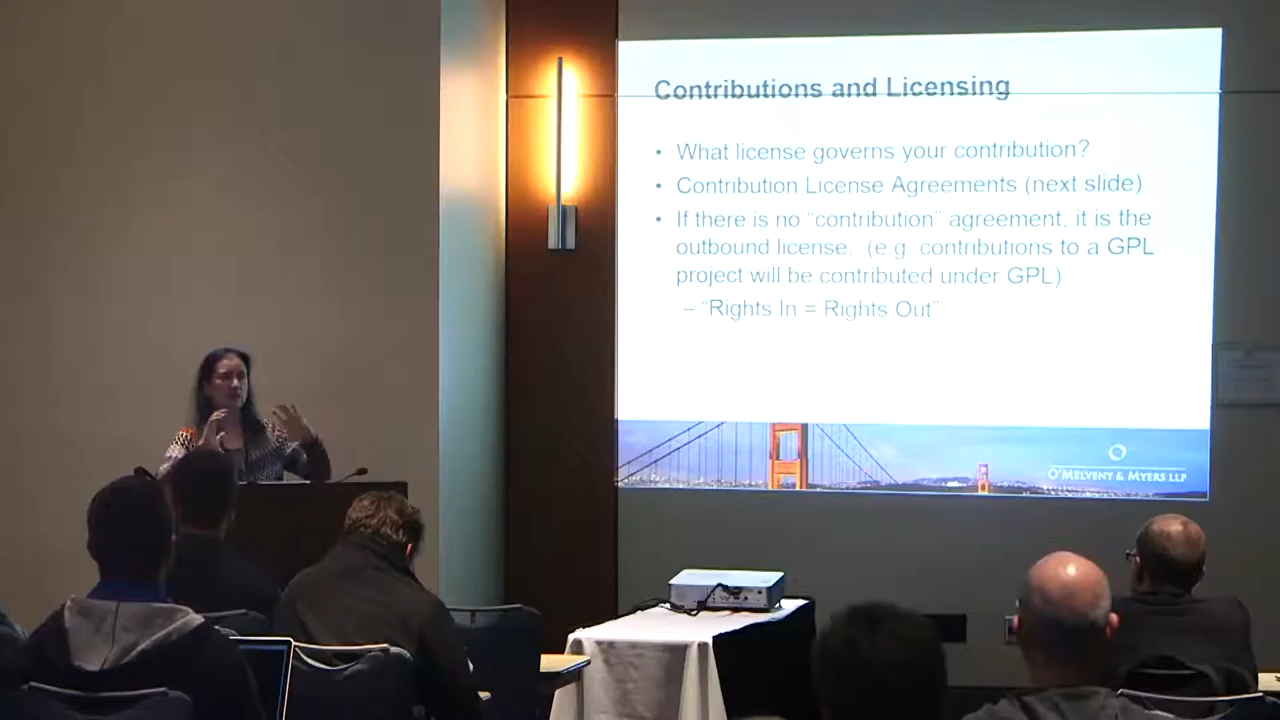 Contributions and Licensing
• What license governs your contribution?
• Contribution License Agreements (next slide)
• If there is no “contribution” agreement, it is the
outbound license. (e.g. contributions to a GPL
project will be contributed under GPL)
– “Rights In = Rights Out”
O'MELVENY & MYERS LLP